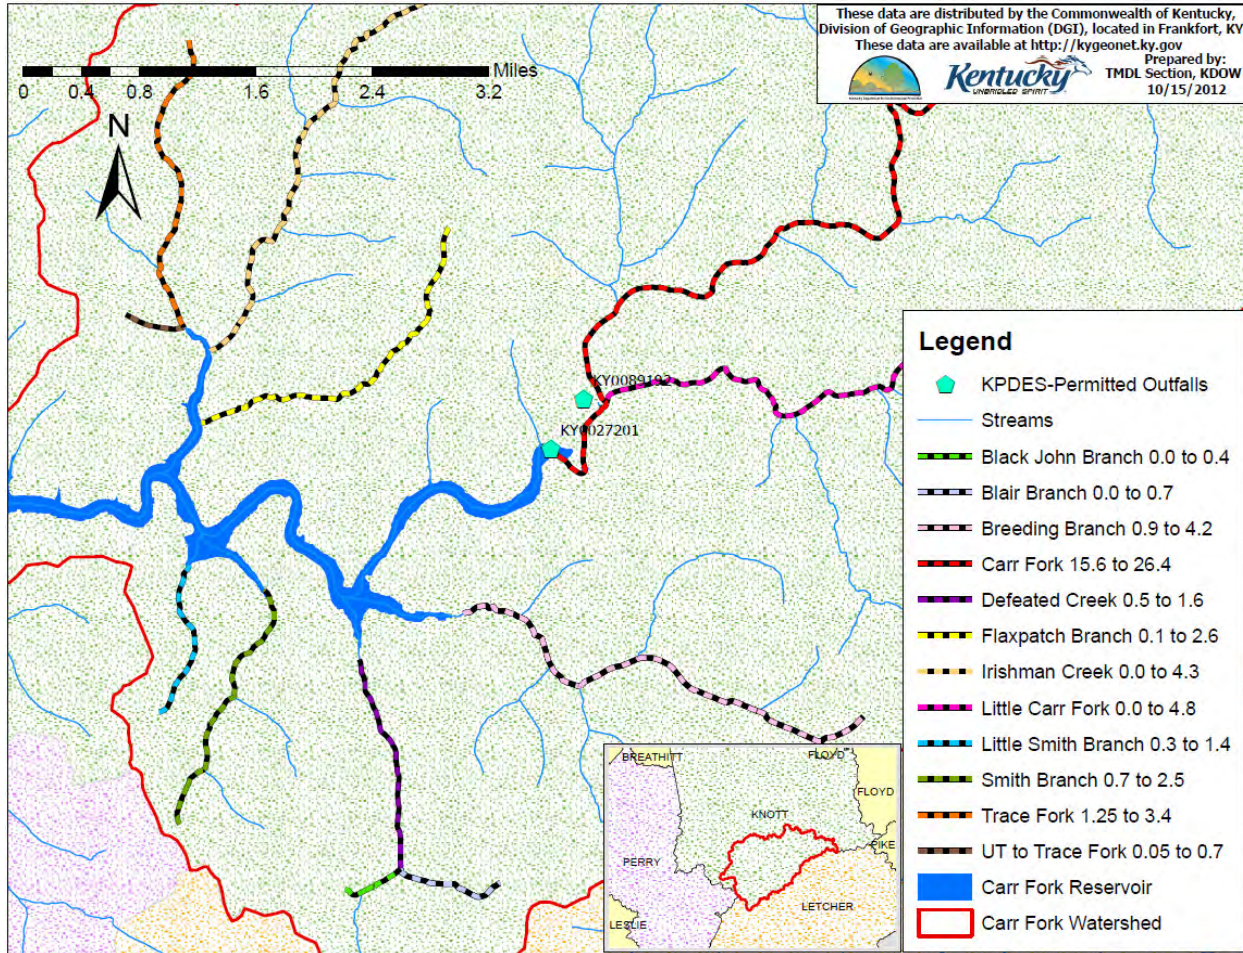 These data are distributed by the Commonwealth of Kentucky,
Division of Geographic Information (DGI), located in Frankfort, KY
These data are available at http://kygeonet.ky.gov
Prepared by:
TMDL Section, KDOW
10/15/2012
Kentucky
UNBRIDLED SPIRIT
Miles
0 0.4 0.8 1.6 2.4 3.2
N
KY0089192
KY0027201
Legend
KPDES-Permitted Outfalls
Streams
Black John Branch 0.0 to 0.4
Blair Branch 0.0 to 0.7
Breeding Branch 0.9 to 4.2
Carr Fork 15.6 to 26.4
Defeated Creek 0.5 to 1.6
Flaxpatch Branch 0.1 to 2.6
Irishman Creek 0.0 to 4.3
Little Carr Fork 0.0 to 4.8
Little Smith Branch 0.3 to 1.4
Smith Branch 0.7 to 2.5
Trace Fork 1.25 to 3.4
UT to Trace Fork 0.05 to 0.7
Carr Fork Reservoir
Carr Fork Watershed
BREATHITT
FLOYD
FLOYD
KNOTT
PIKE
PERRY
LETCHER
LESLIE